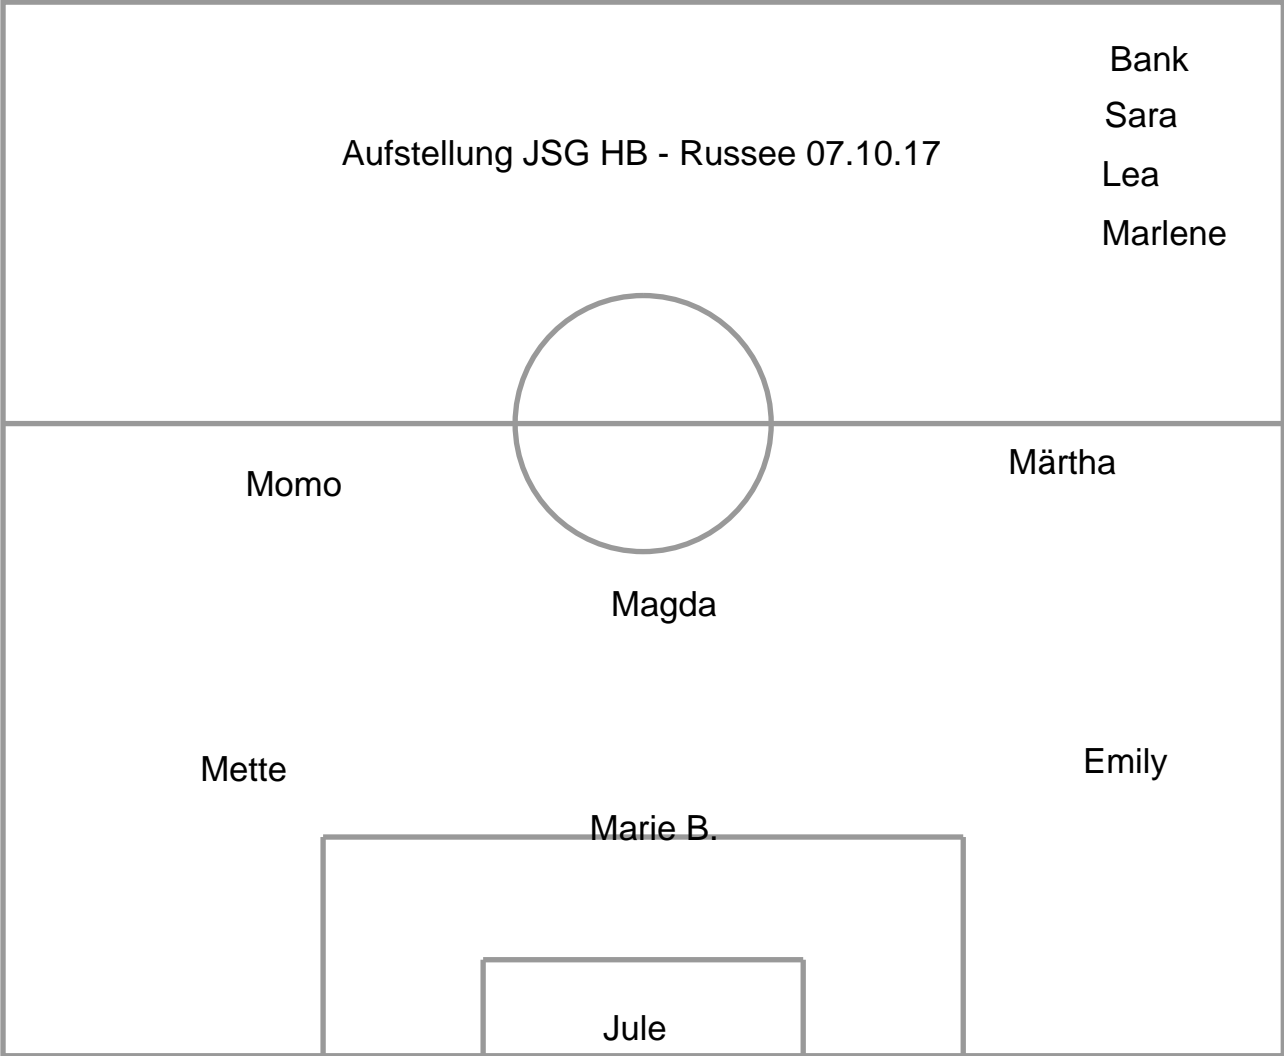 Bank
Sara
Aufstellung JSG HB - Russee 07.10.17
Lea
Marlene
Märtha
Momo
Magda
Emily
Mette
Marie B.
Jule